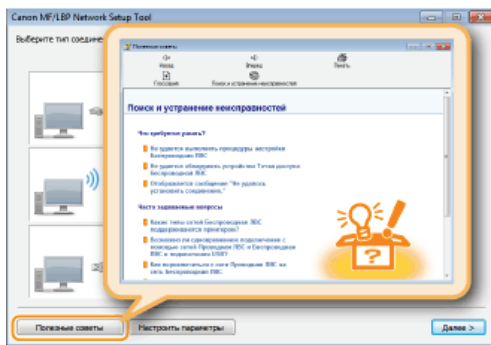 Canon MF/LBP Network Setup Tool
Выберите тип соедине
Полезные советы
Назад Вперед Печать
Глоссарий Поиск и устранение неисправностей
Поиск и устранение неисправностей
Что требуется узнать?
Не удается выполнить процедуры настройки
Беспроводная ЛВС
Не удается обнаружить устройства Точка доступа
беспроводной ЛВС
Отображается сообщение "Не удалось
установить соединение."
Часто задаваемые вопросы
Какие типы сетей Беспроводная ЛВС
поддерживаются принтером?
Возможно ли одновременное подключение с
помощью сетей Проводная ЛВС и Беспроводная
ЛВС и подключения USB?
Как переключиться с сети Проводная ЛВС на
сеть Беспроводная ЛВС
?
Полезные советы Настроить параметры Далее >